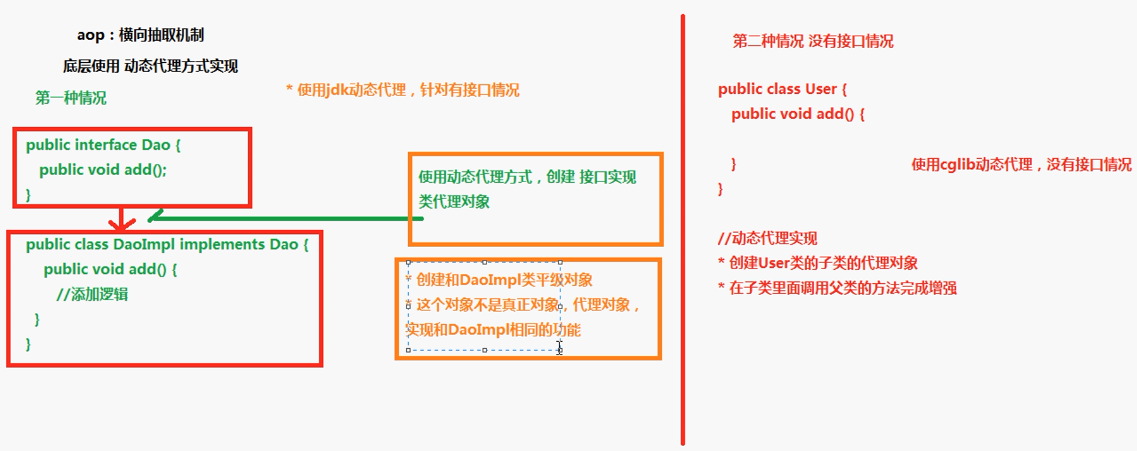 aop：横向抽取机制
底层使用 动态代理方式实现
第一种情况
* 使用jdk动态代理，针对有接口情况
public interface Dao {
public void add();
}
使用动态代理方式，创建 接口实现
类代理对象
public class DaoImpl implements Dao {
public void add() {
//添加逻辑
}
}
* 创建和DaoImpl类平级对象
* 这个对象不是真正对象，代理对象，
实现和DaoImpl相同的功能
第二种情况 没有接口情况
public class User {
public void add() {
}
使用cglib动态代理，没有接口情况
}
//动态代理实现
* 创建User类的子类的代理对象
* 在子类里面调用父类的方法完成增强